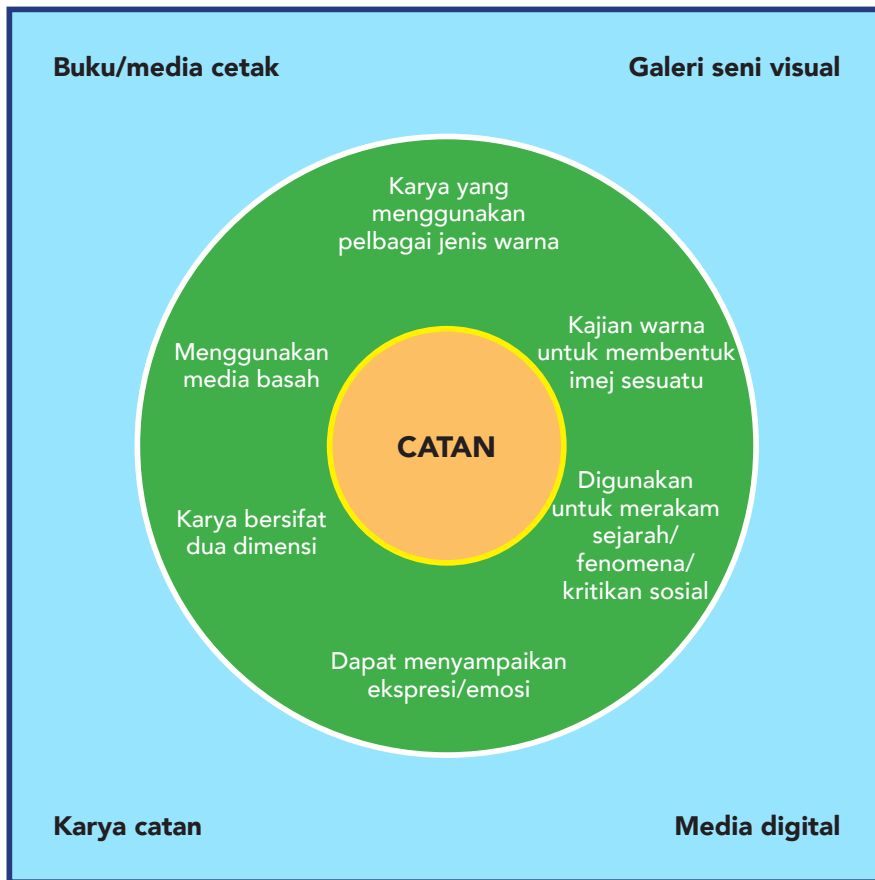 Buku/media cetak
Galeri seni visual
Karya yang
menggunakan
pelbagai jenis warna
Kajian warna
untuk membentuk
imej sesuatu
Menggunakan
media basah
CATAN
Digunakan
untuk merakam
sejarah/
fenomena/
kritikan sosial
Karya bersifat
dua dimensi
Dapat menyampaikan
ekspresi/emosi
Karya catan
Media digital